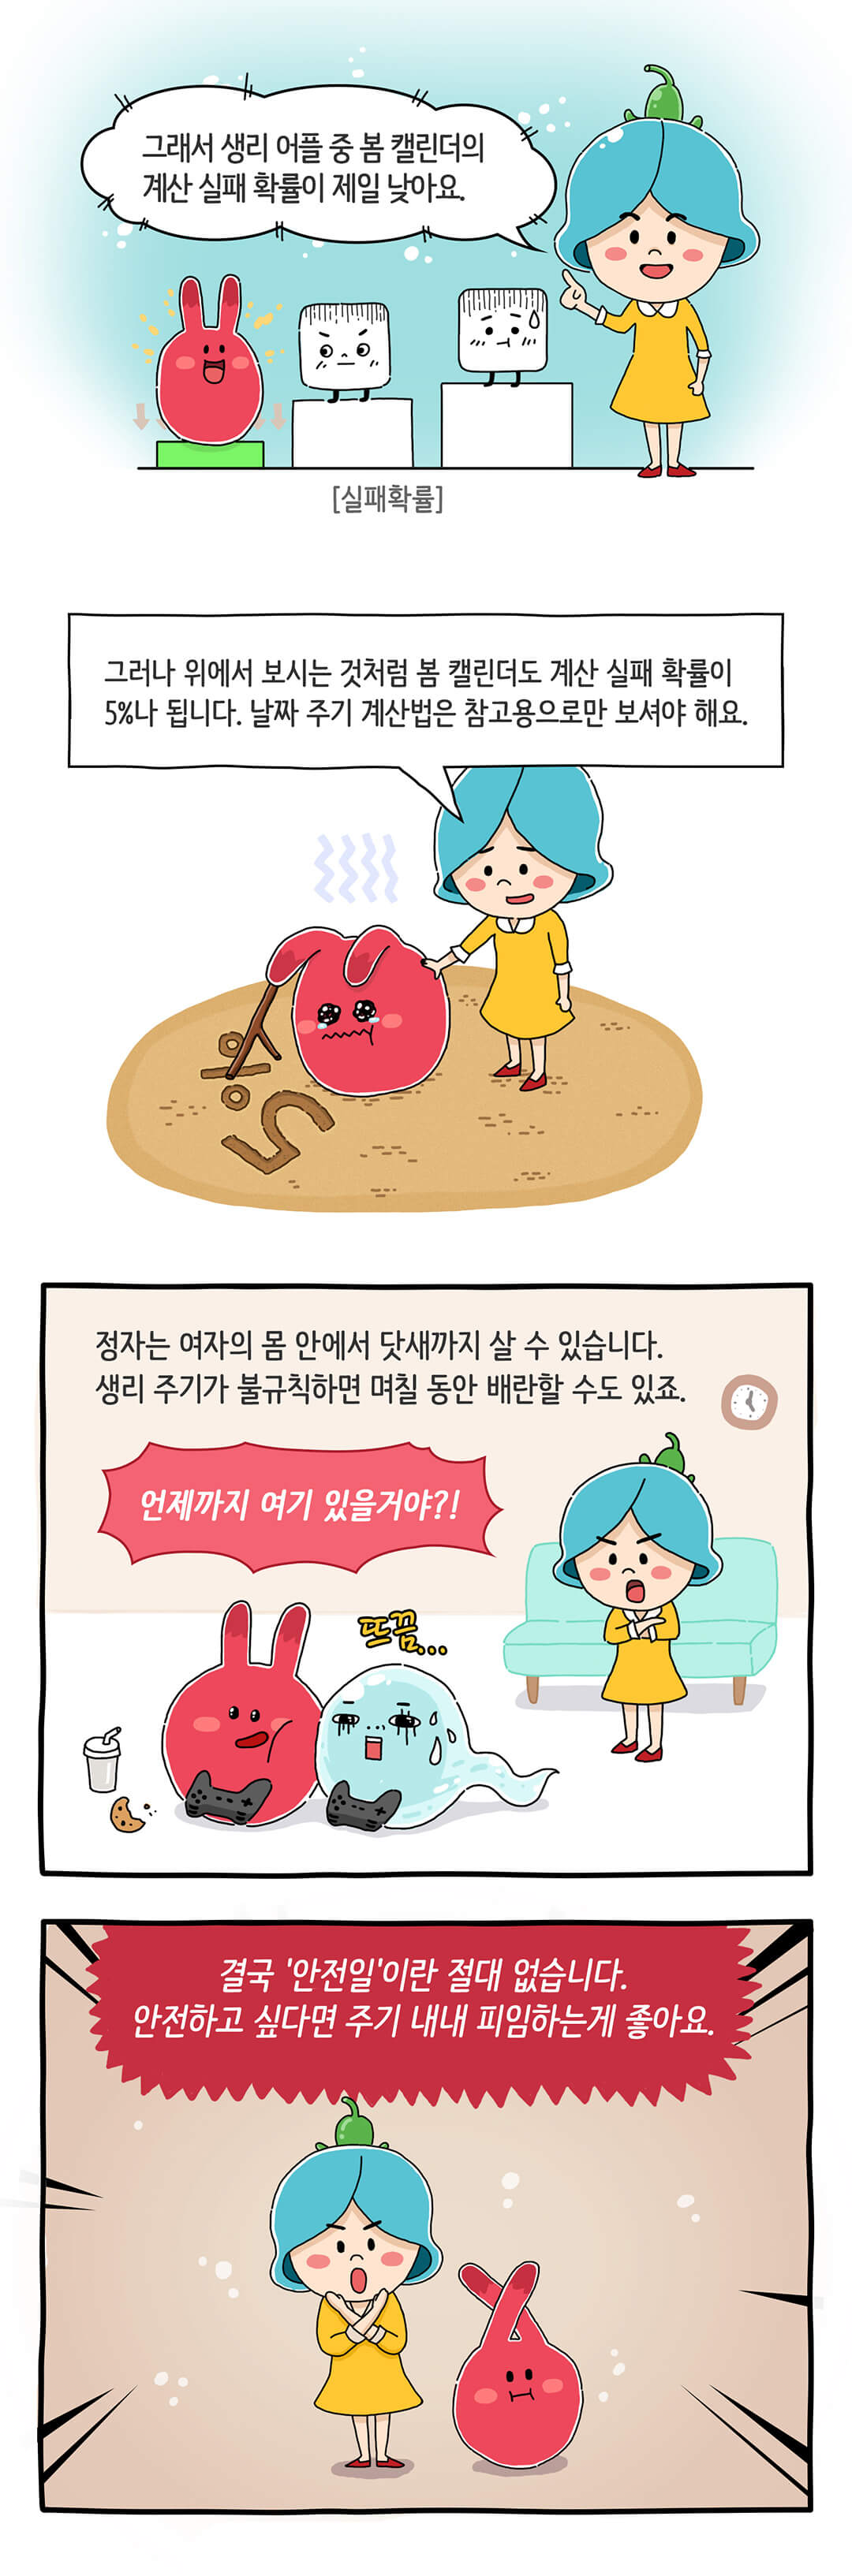 그래서 생리 어플 중 봄 캘린더의
계산 실패 확률이 제일 낮아요.
[실패확률]
그러나 위에서 보시는 것처럼 봄 캘린더도 계산 실패 확률이
5%나 됩니다. 날짜 주기 계산법은 참고용으로만 보셔야 해요.
%5
정자는 여자의 몸 안에서 닷새까지 살 수 있습니다.
생리 주기가 불규칙하면 며칠 동안 배란할 수도 있죠.
언제까지 여기 있을거야?!
뜨끔...
결국 '안전일'이란 절대 없습니다.
안전하고 싶다면 주기 내내 피임하는게 좋아요.